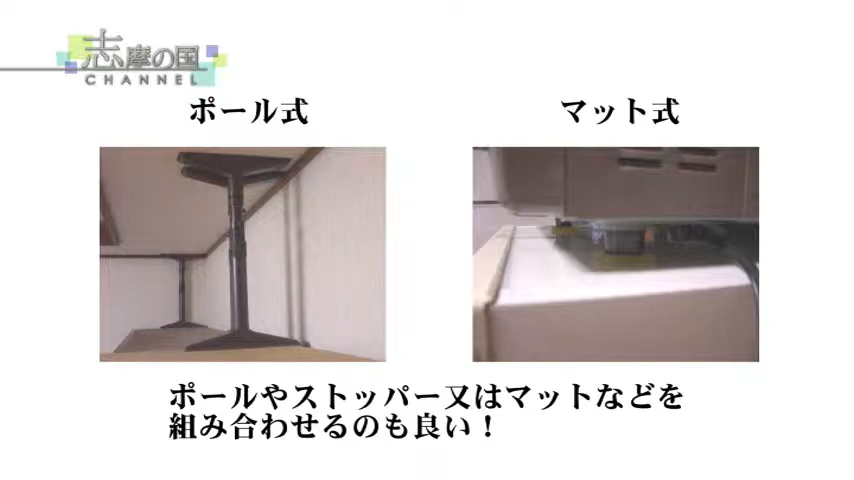 志摩の国
CHANNEL
ポール式
マット式
ポールやストッパー又はマットなどを
組み合わせるのも良い！